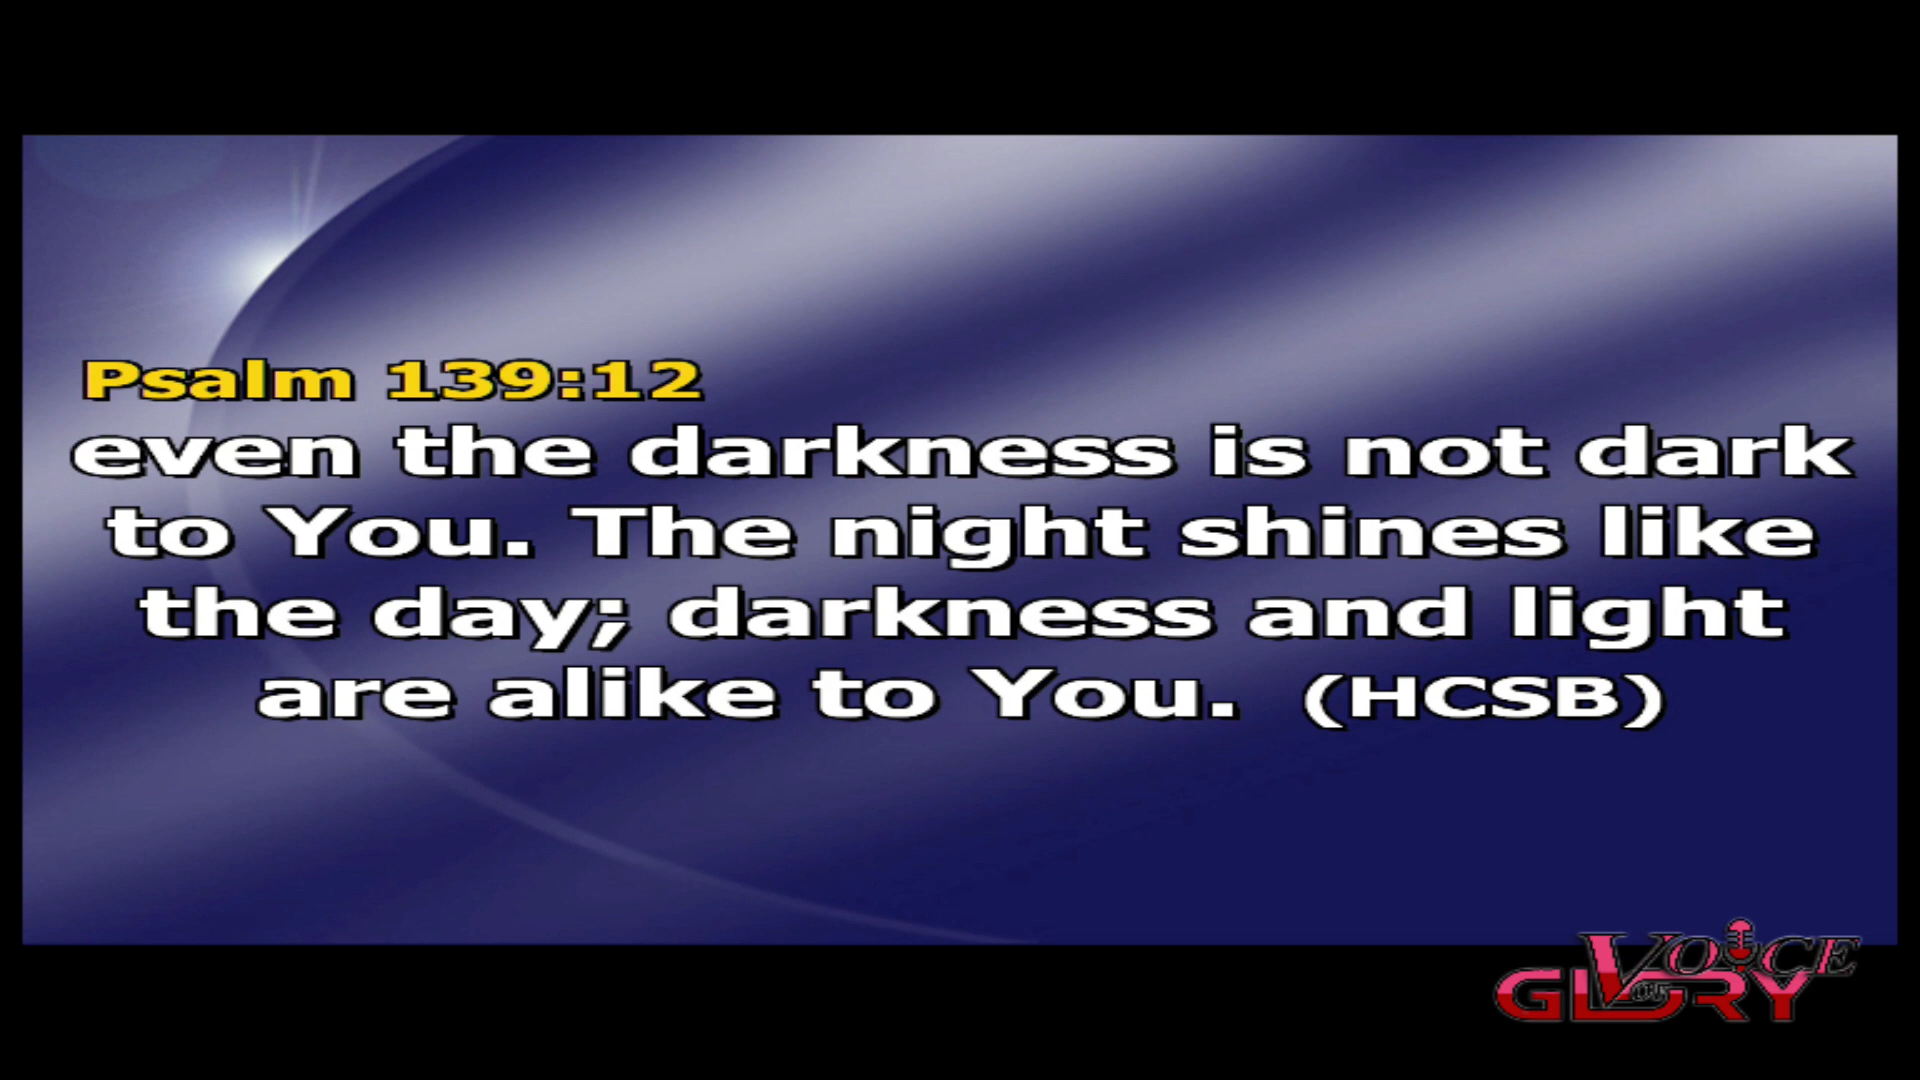 Psalm 139:12
even the darkness is not dark
to You. The night shines like
the day; darkness and light
are alike to You. (HCSB)
VOICE
OF
GLORY